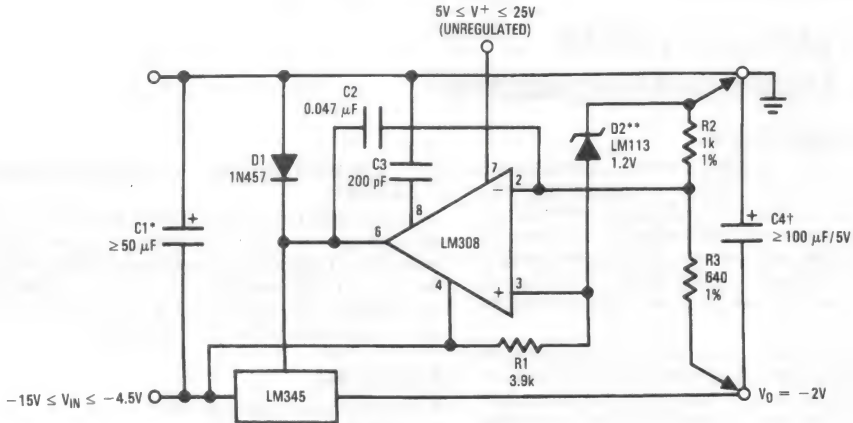 5V ≤ V+ ≤ 25V
(UNREGULATED)
C2
0.047 μF
D1
1N457
C3
200 pF
D2**
LM113
1.2V
R2
1k
1%
7
2
−
8
6
LM308
C1*
≥ 50 μF
+
C4†
≥ 100 μF/5V
+
R3
640
1%
4
+
3
R1
3.9k
−15V ≤ VIN ≤ −4.5V
LM345
VO = −2V